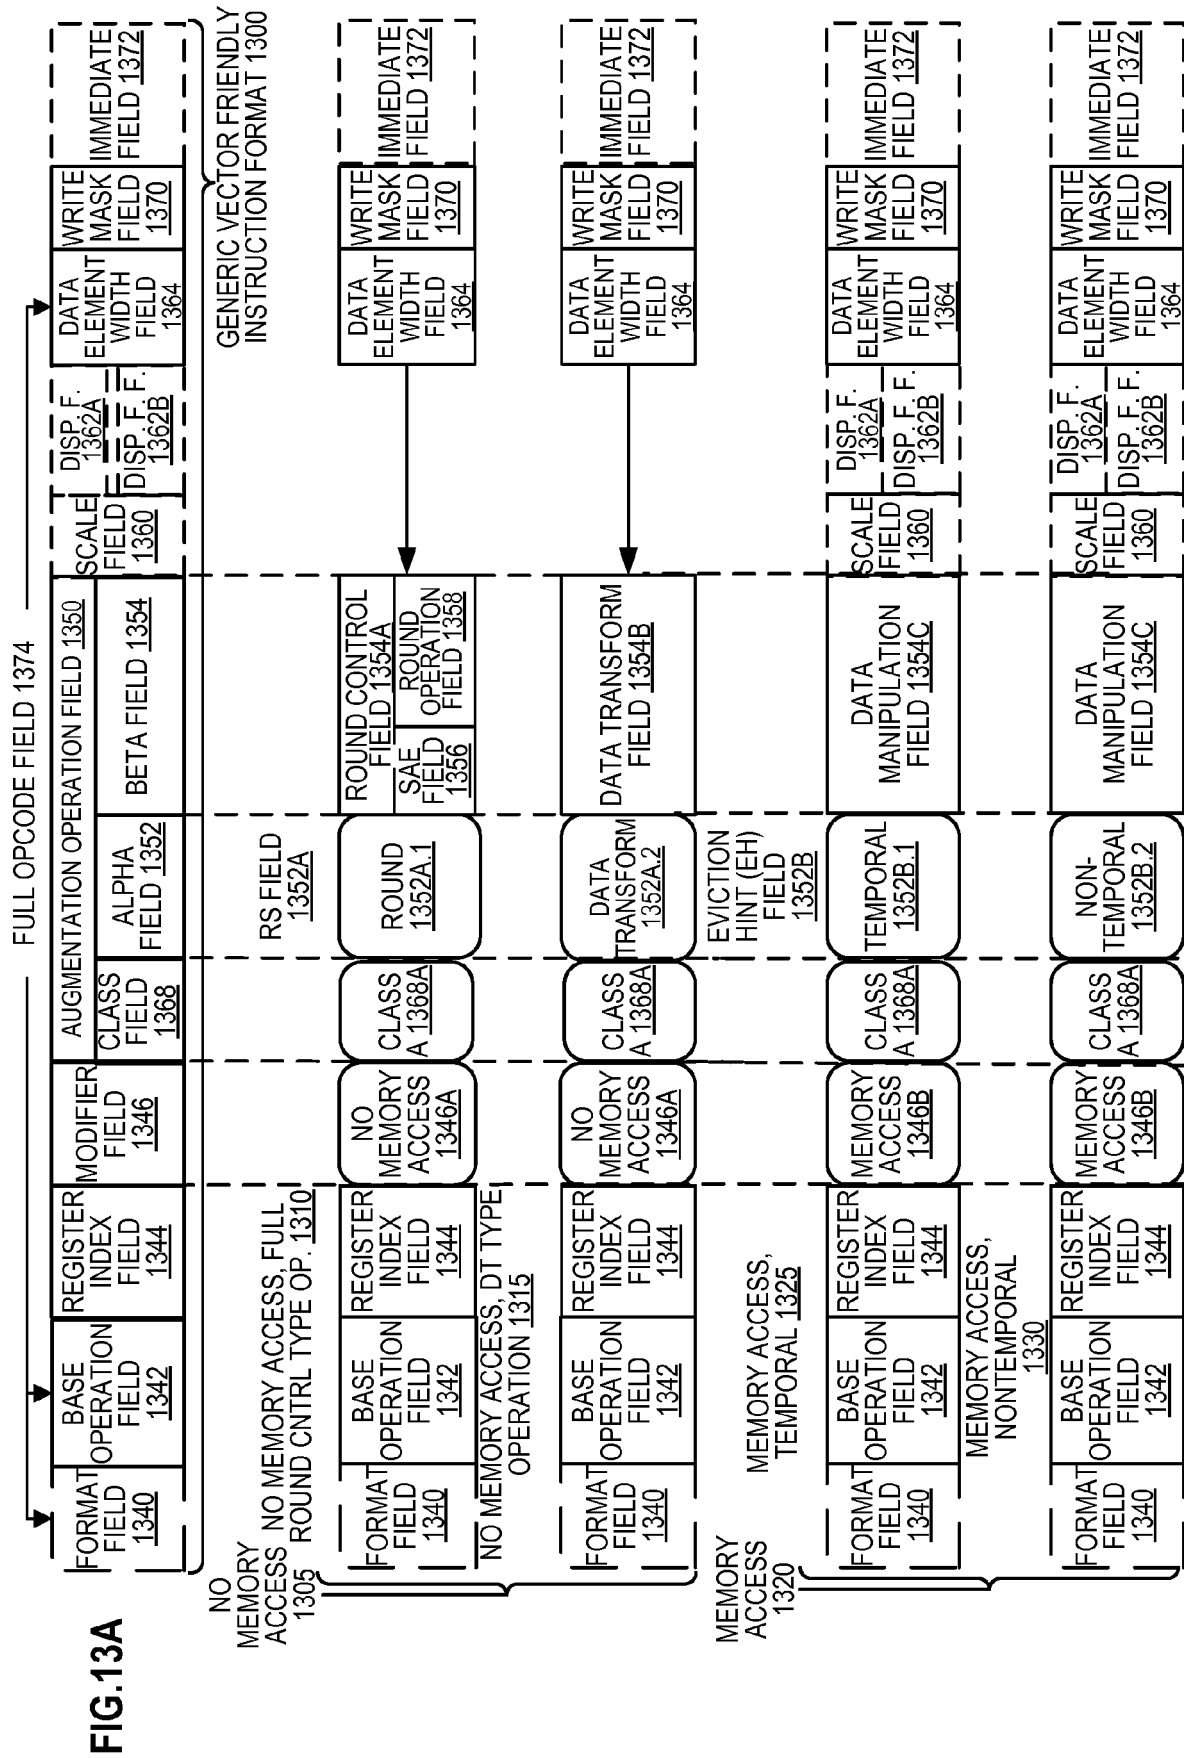 FIG.13A
FULL OPCODE FIELD 1374
FORMAT
FIELD
1340
BASE
OPERATION
FIELD
1342
REGISTER
INDEX
FIELD
1344
MODIFIER
FIELD
1346
AUGMENTATION OPERATION FIELD 1350
CLASS
FIELD
1368
ALPHA
FIELD 1352
BETA FIELD 1354
SCALE
FIELD
1360
DISP. F.
1362A
DISP. F. F.
1362B
DATA
ELEMENT
WIDTH
FIELD
1364
WRITE
MASK
FIELD
1370
IMMEDIATE
FIELD 1372
GENERIC VECTOR FRIENDLY
INSTRUCTION FORMAT 1300
NO
MEMORY
ACCESS
1305
NO MEMORY ACCESS, FULL
ROUND CNTRL TYPE OP. 1310
RS FIELD
1352A
FORMAT
FIELD
1340
BASE
OPERATION
FIELD
1342
REGISTER
INDEX
FIELD
1344
NO
MEMORY
ACCESS
1346A
CLASS
A 1368A
ROUND
1352A.1
ROUND CONTROL
FIELD 1354A
SAE
FIELD
1356
ROUND
OPERATION
FIELD 1358
DATA
ELEMENT
WIDTH
FIELD
1364
WRITE
MASK
FIELD
1370
IMMEDIATE
FIELD 1372
NO MEMORY ACCESS, DT TYPE
OPERATION 1315
FORMAT
FIELD
1340
BASE
OPERATION
FIELD
1342
REGISTER
INDEX
FIELD
1344
NO
MEMORY
ACCESS
1346A
CLASS
A 1368A
DATA
TRANSFORM
1352A.2
DATA TRANSFORM
FIELD 1354B
DATA
ELEMENT
WIDTH
FIELD
1364
WRITE
MASK
FIELD
1370
IMMEDIATE
FIELD 1372
MEMORY
ACCESS
1320
MEMORY ACCESS,
TEMPORAL 1325
EVICTION
HINT (EH)
FIELD
1352B
FORMAT
FIELD
1340
BASE
OPERATION
FIELD
1342
REGISTER
INDEX
FIELD
1344
MEMORY
ACCESS
1346B
CLASS
A 1368A
TEMPORAL
1352B.1
DATA
MANIPULATION
FIELD 1354C
SCALE
FIELD
1360
DISP. F.
1362A
DISP. F. F.
1362B
DATA
ELEMENT
WIDTH
FIELD
1364
WRITE
MASK
FIELD
1370
IMMEDIATE
FIELD 1372
MEMORY ACCESS,
NONTEMPORAL
1330
FORMAT
FIELD
1340
BASE
OPERATION
FIELD
1342
REGISTER
INDEX
FIELD
1344
MEMORY
ACCESS
1346B
CLASS
A 1368A
NON-
TEMPORAL
1352B.2
DATA
MANIPULATION
FIELD 1354C
SCALE
FIELD
1360
DISP. F.
1362A
DISP. F. F.
1362B
DATA
ELEMENT
WIDTH
FIELD
1364
WRITE
MASK
FIELD
1370
IMMEDIATE
FIELD 1372